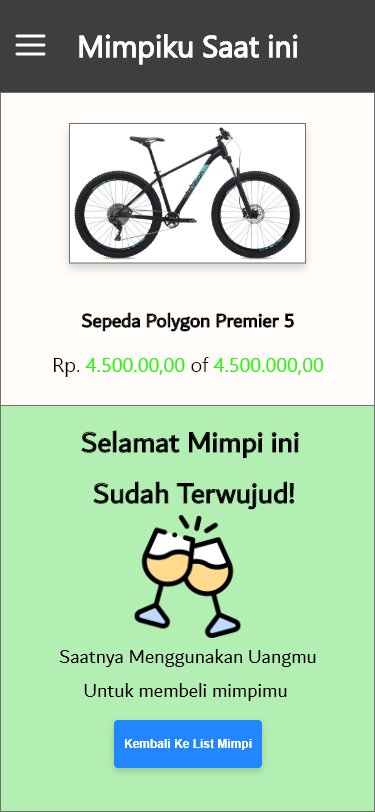 Mimpiku Saat ini
Sepeda Polygon Premier 5
Rp. 4.500.00,00 of 4.500.000,00
Selamat Mimpi ini
Sudah Terwujud!
Saatnya Menggunakan Uangmu
Untuk membeli mimpimu
Kembali Ke List Mimpi